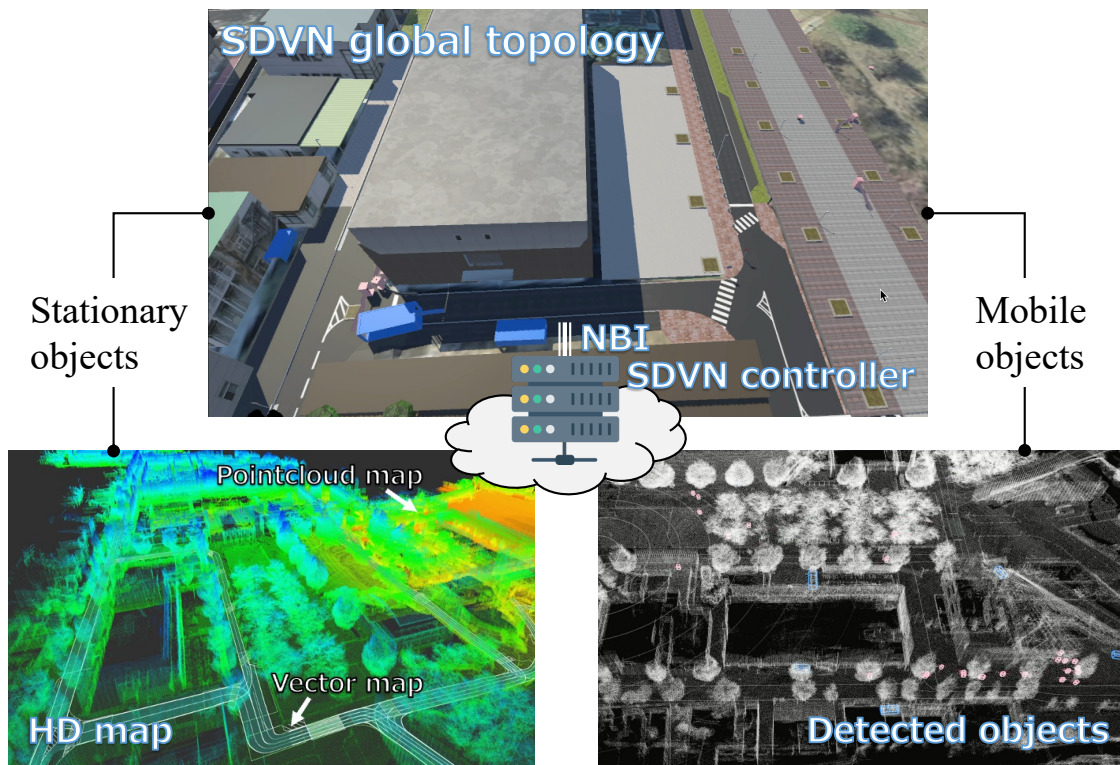 SDVN global topology
Stationary
objects
Mobile
objects
NBI
SDVN controller
Pointcloud map
Vector map
HD map
Detected objects